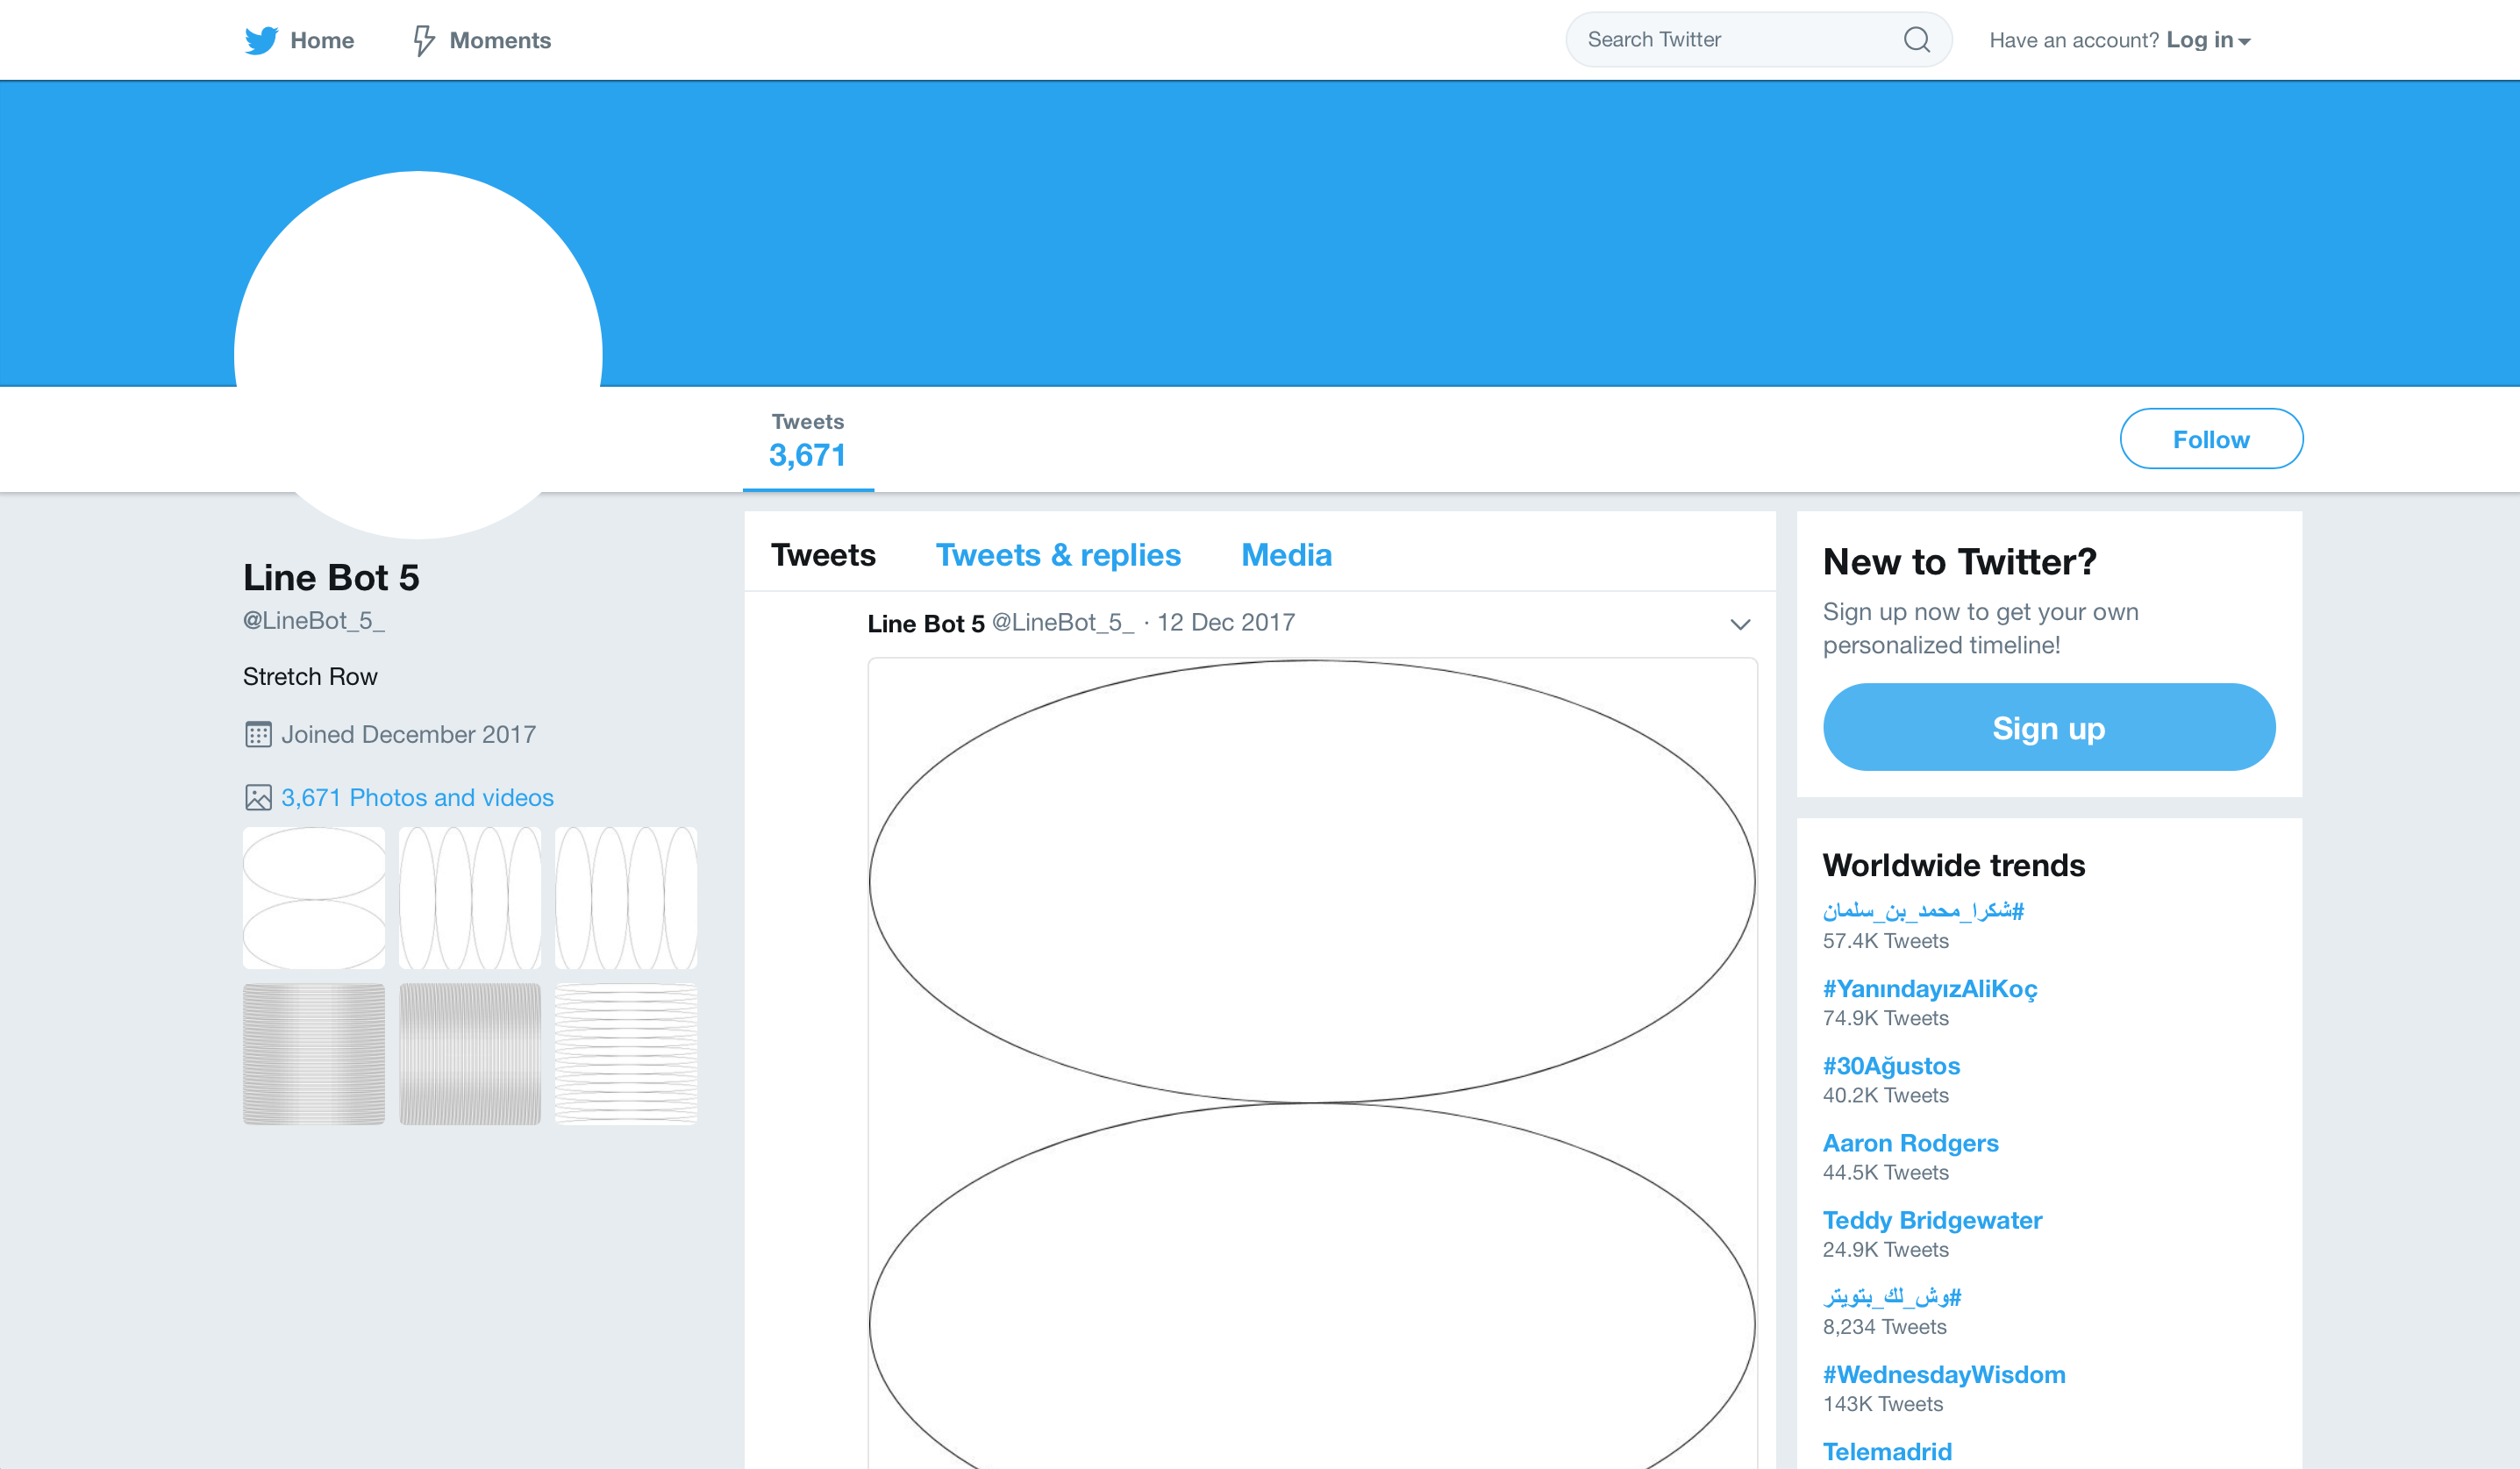 Home
Moments
Search Twitter
Have an account? Log in
Tweets
3,671
Follow
Line Bot 5
@LineBot_5_
Stretch Row
Joined December 2017
3,671 Photos and videos
Tweets
Tweets & replies
Media
Line Bot 5 @LineBot_5_ · 12 Dec 2017
New to Twitter?
Sign up now to get your own
personalized timeline!
Sign up
Worldwide trends
#شكرا_محمد_بن_سلمان
57.4K Tweets
#YanındayızAliKoç
74.9K Tweets
#30Ağustos
40.2K Tweets
Aaron Rodgers
44.5K Tweets
Teddy Bridgewater
24.9K Tweets
#وش_لك_بتويتر
8,234 Tweets
#WednesdayWisdom
143K Tweets
Telemadrid